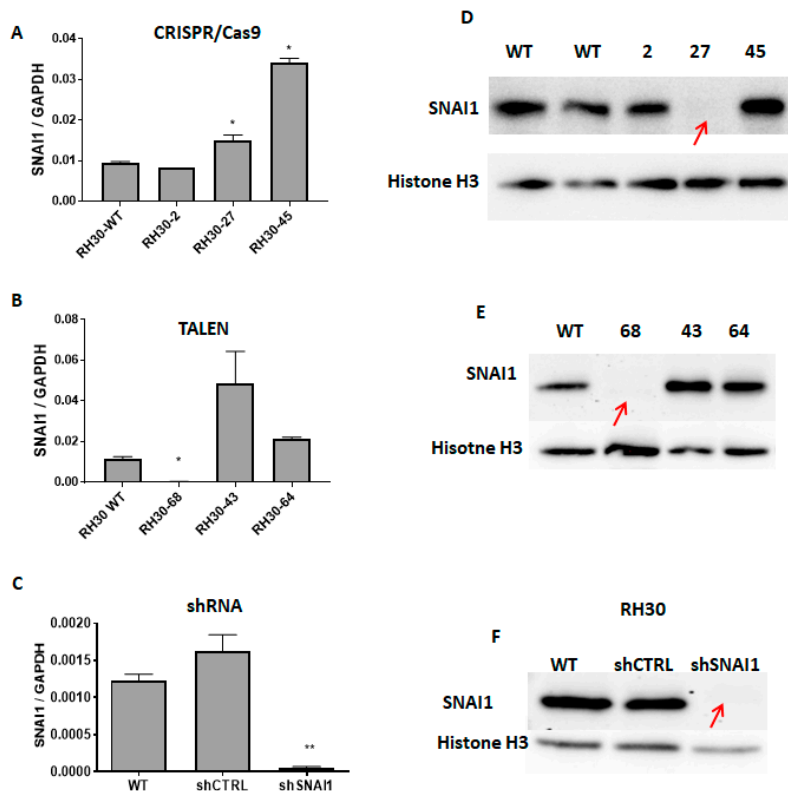 A
CRISPR/Cas9
SNAI1 / GAPDH
0.04
0.03
0.02
0.01
0.00
*
*
RH30-WT
RH30-2
RH30-27
RH30-45
B
TALEN
SNAI1 / GAPDH
0.08
0.06
0.04
0.02
0.00
*
RH30 WT
RH30-68
RH30-43
RH30-64
C
shRNA
SNAI1 / GAPDH
0.0020
0.0015
0.0010
0.0005
0.0000
**
WT shCTRL shSNAI1
D
WT WT 2 27 45
SNAI1
Histone H3
E
WT 68 43 64
SNAI1
Hisotne H3
RH30
F
WT shCTRL shSNAI1
SNAI1
Histone H3